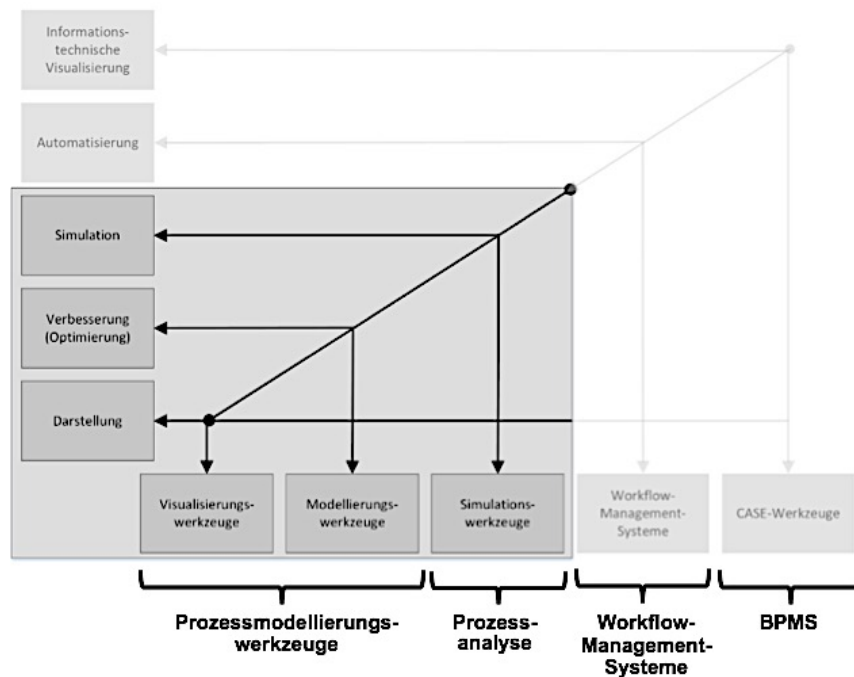 Informations-
technische
Visualisierung
Automatisierung
Simulation
Verbesserung
(Optimierung)
Darstellung
Visualisierungs-
werkzeuge
Modellierungs-
werkzeuge
Simulations-
werkzeuge
Workflow-
Management-
Systeme
CASE-Werkzeuge
Prozessmodellierungs-
werkzeuge
Prozess-
analyse
Workflow-
Management-
Systeme
BPMS